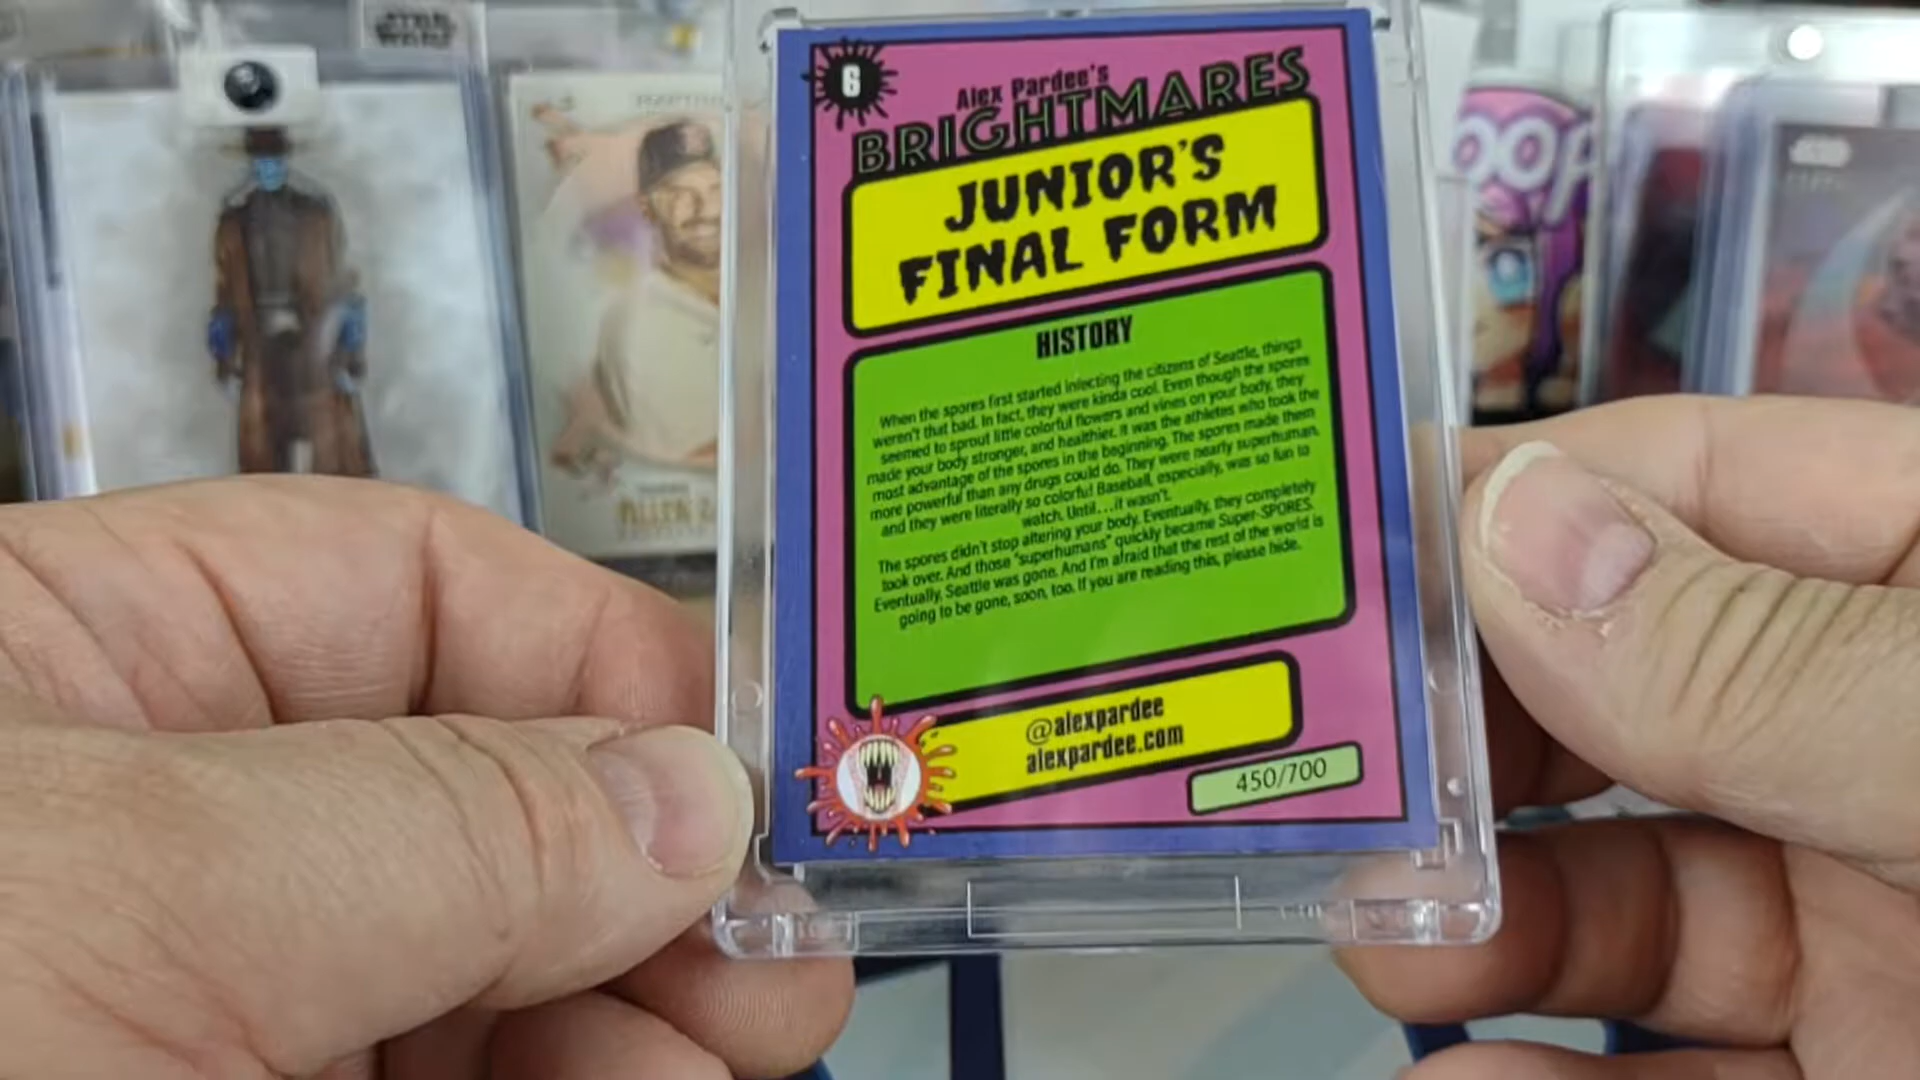 STAR
WARS
6
Alex Pardee's
BRIGHTMARES
JUNIOR'S
FINAL FORM
HISTORY
When the spores first started infecting the citizens of Seattle, things
weren't that bad. In fact, they were kinda cool. Even though the spores
seemed to sprout little colorful flowers and vines on your body, they
made your body stronger, and healthier. It was the athletes who took the
most advantage of the spores in the beginning. The spores made them
more powerful than any drugs could do. They were nearly superhuman,
and they were literally so colorful! Baseball, especially, was so fun to
watch. Until...it wasn't.
The spores didn't stop altering your body. Eventually, they completely
took over. And those "superhumans" quickly became Super-SPORES.
Eventually, Seattle was gone. And I'm afraid that the rest of the world is
going to be gone, soon, too. If you are reading this, please hide.
@alexpardee
alexpardee.com
450/700